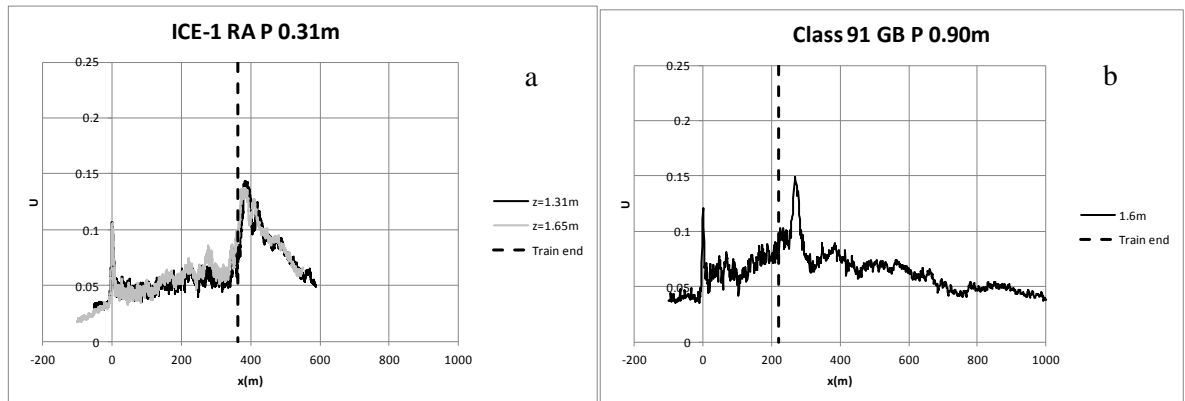 ICE-1 RA P 0.31m
a
0.25
0.2
0.15
0.1
0.05
0
U
-200 0 200 400 600 800 1000
x(m)
z=1.31m
z=1.65m
Train end
Class 91 GB P 0.90m
b
0.25
0.2
0.15
0.1
0.05
0
U
-200 0 200 400 600 800 1000
x(m)
1.6m
Train end